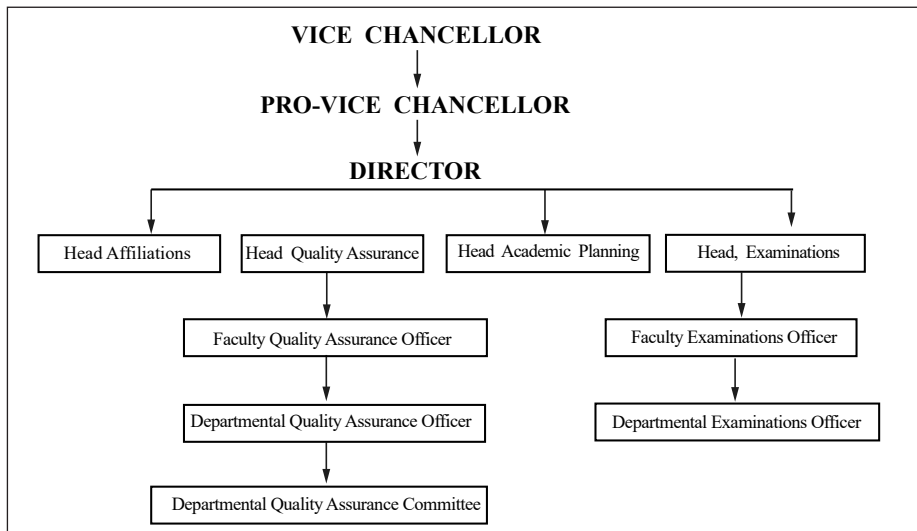 VICE CHANCELLOR
PRO-VICE CHANCELLOR
DIRECTOR
Head Affiliations
Head Quality Assurance
Head Academic Planning
Head, Examinations
Faculty Quality Assurance Officer
Faculty Examinations Officer
Departmental Quality Assurance Officer
Departmental Examinations Officer
Departmental Quality Assurance Committee